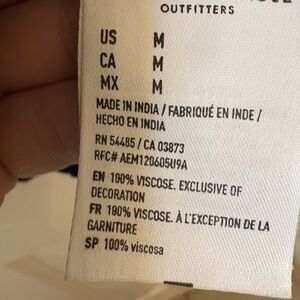 OUTFITTERS
US M
CA M
MX M
MADE IN INDIA / FABRIQUÉ EN INDE /
HECHO EN INDIA
RN 54485 / CA 03873
RFC# AEM120605U9A
EN 100% VISCOSE. EXCLUSIVE OF
DECORATION
FR 100% VISCOSE. À L'EXCEPTION DE LA
GARNITURE
SP 100% viscosa